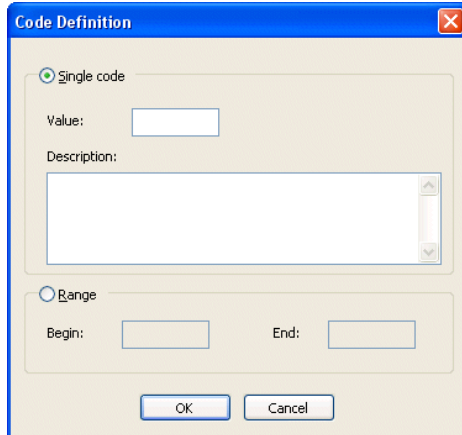 Code Definition
Single code
Value:
Description:
Range
Begin: End:
OK Cancel